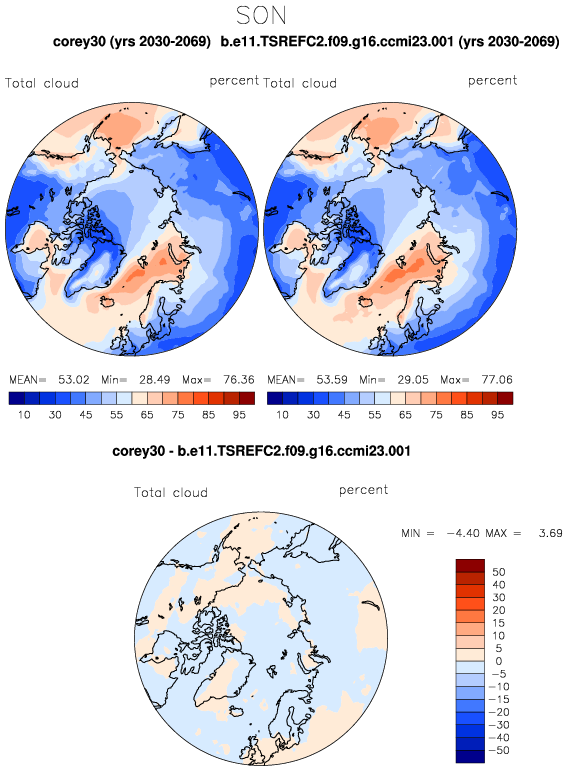 SON
corey30 (yrs 2030-2069) b.e11.TSREFC2.f09.g16.ccmi23.001 (yrs 2030-2069)
Total cloud percent Total cloud percent
MEAN= 53.02 Min= 28.49 Max= 76.36 MEAN= 53.59 Min= 29.05 Max= 77.06
10 30 45 55 65 75 85 95 10 30 45 55 65 75 85 95
corey30 - b.e11.TSREFC2.f09.g16.ccmi23.001
Total cloud percent
MIN = -4.40 MAX = 3.69
50
40
30
20
15
10
5
0
-5
-10
-15
-20
-30
-40
-50